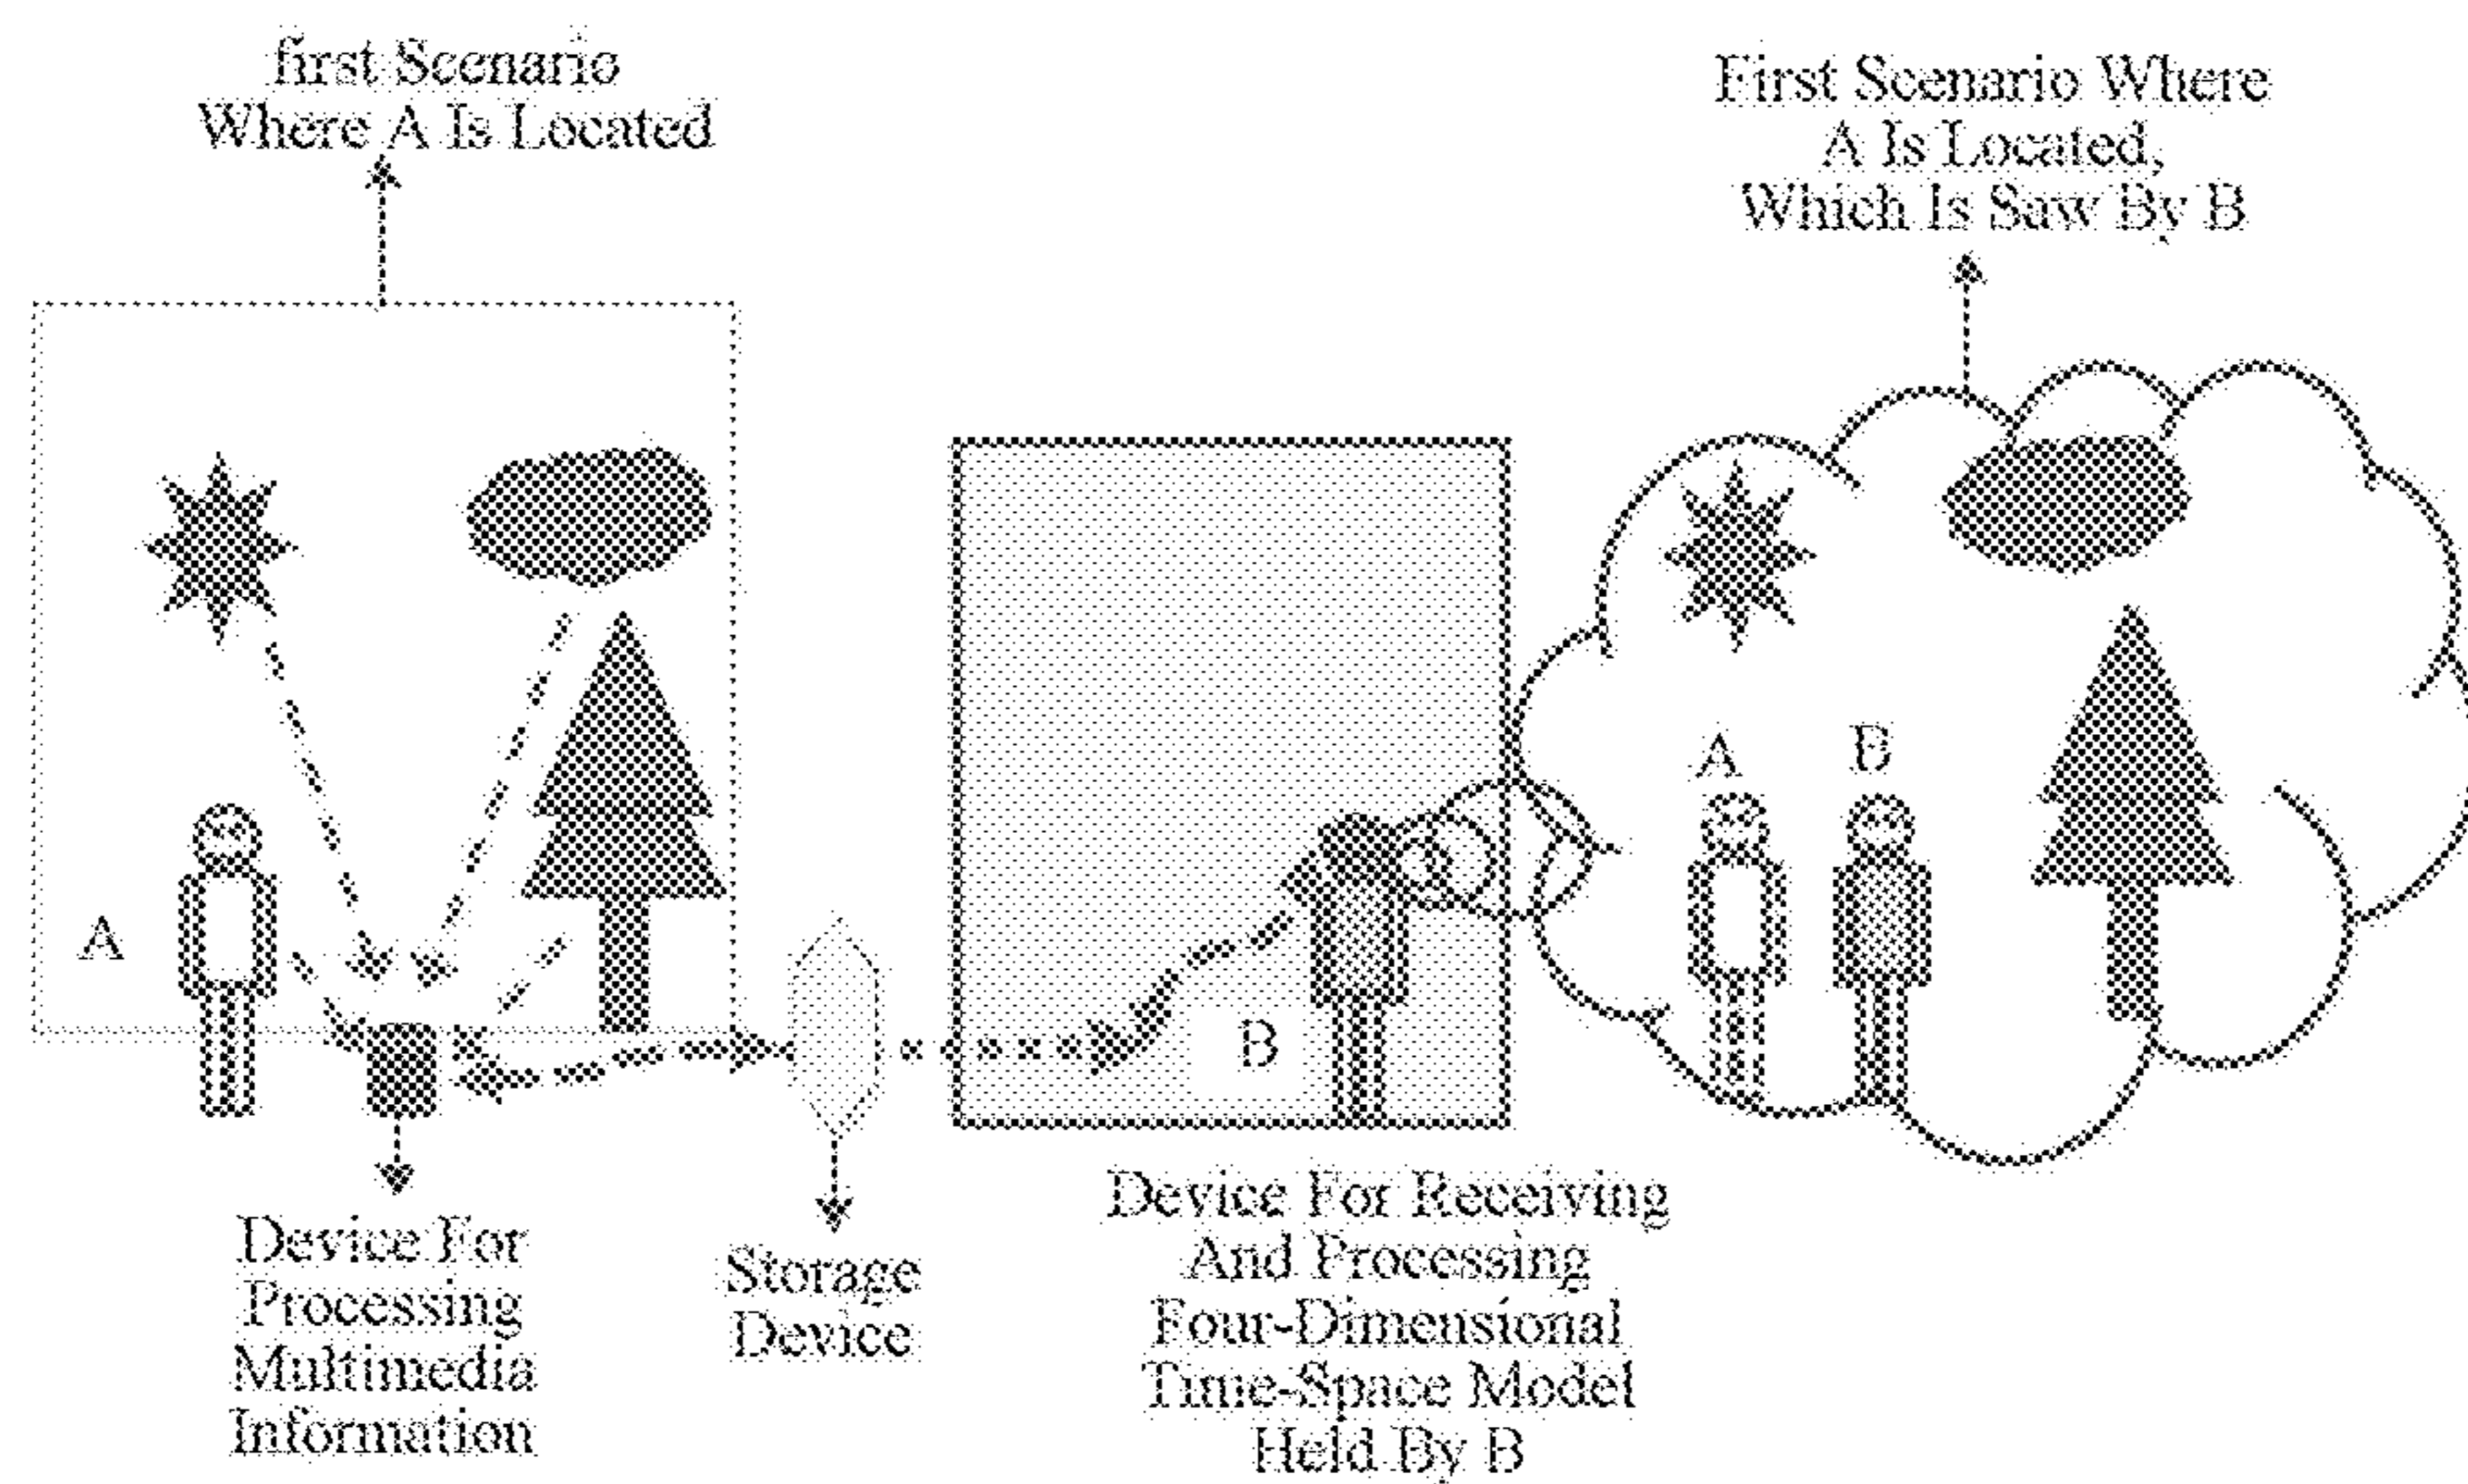 first Scenario
Where A Is Located
First Scenario Where
A Is Located,
Which Is Saw By B
A
A
B
B
Device For
Processing
Multimedia
Information
Storage
Device
Device For Receiving
And Processing
Four-Dimensional
Time-Space Model
Held By B